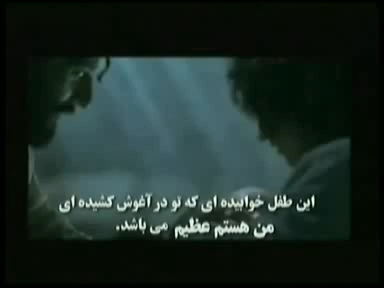 این طفل خوابیده ای که تو در آغوش کشیده ای
من هستم عظیم می باشد.